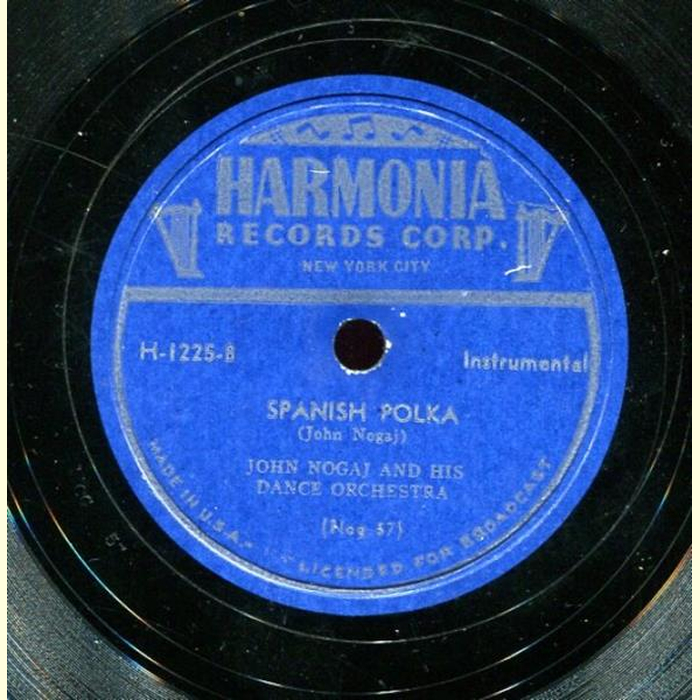 HARMONIA
RECORDS CORP.
NEW YORK CITY
H-1225-B
Instrumental
SPANISH POLKA
(John Nogaj)
JOHN NOGAJ AND HIS
DANCE ORCHESTRA
(Nog 57)
MADE IN U.S.A. LICENSED FOR BROADCAST